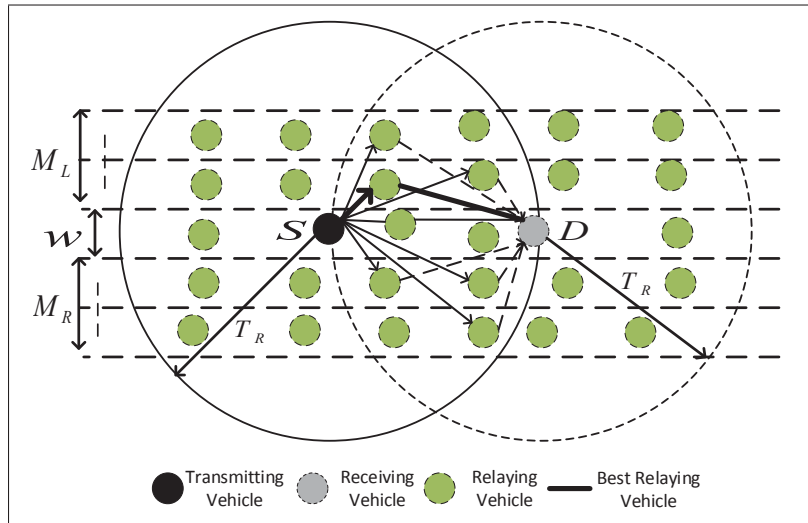 M_L
S
D
w
M_R
T_R
T_R
Transmitting Vehicle
Receiving Vehicle
Relaying Vehicle
Best Relaying Vehicle